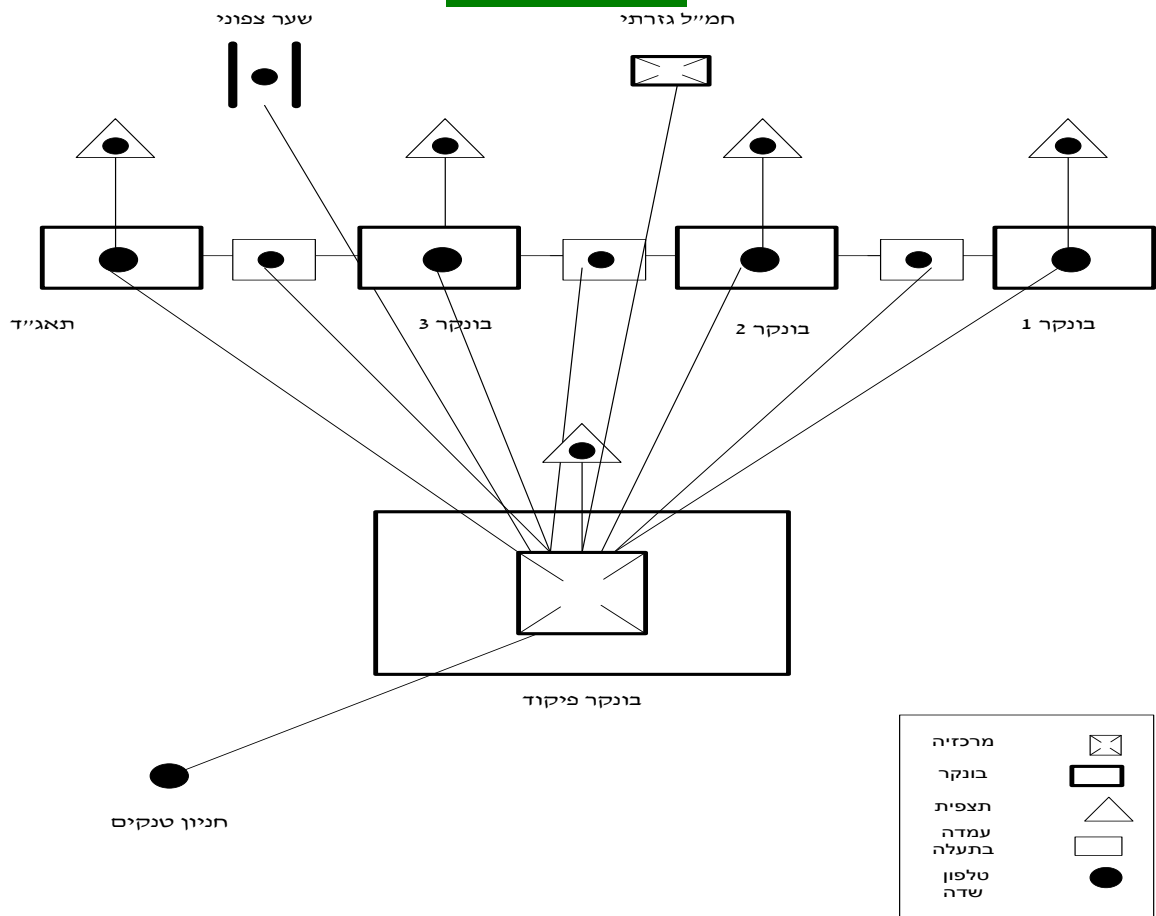 שער צפוני
חמ״ל גזרתי
תאג״ד
בונקר 3
בונקר 2
בונקר 1
בונקר פיקוד
חניון טנקים
מרכזיה
בונקר
תצפית
עמדה
בתעלה
טלפון
שדה